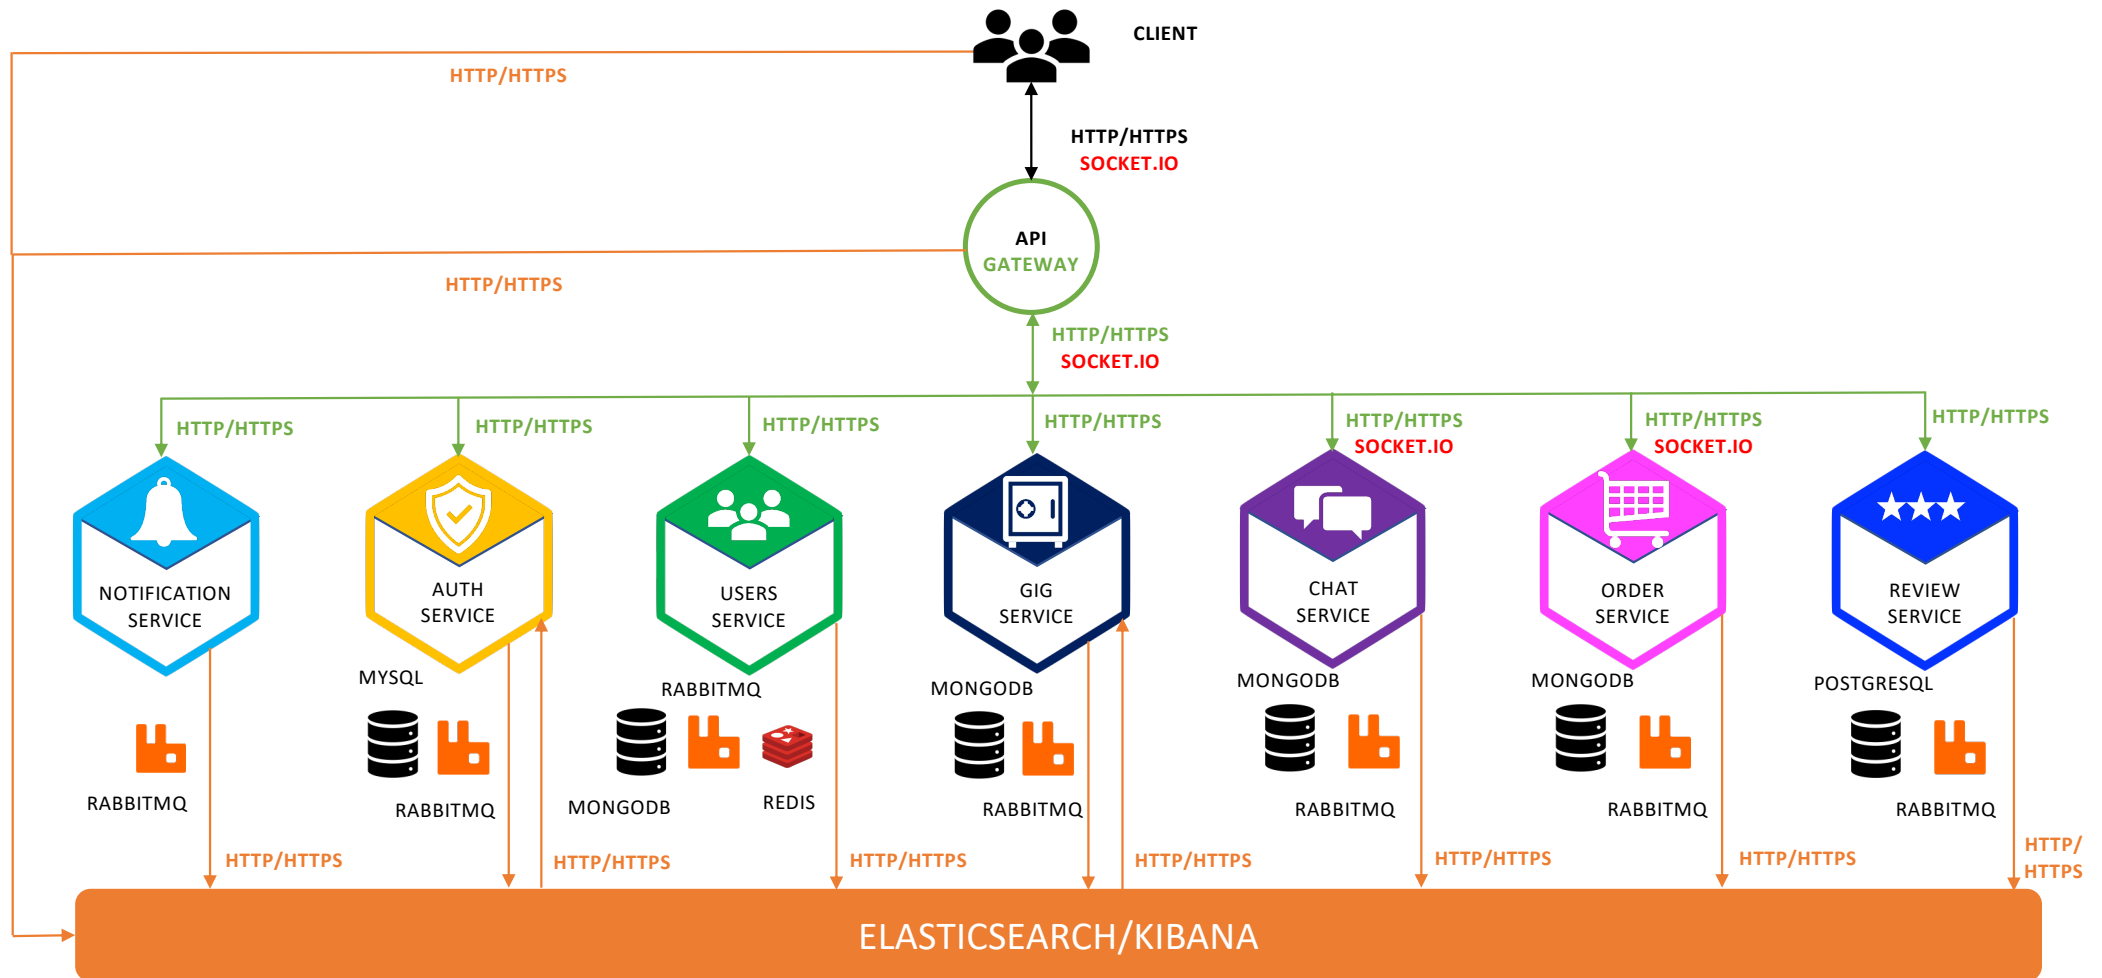 CLIENT
HTTP/HTTPS
HTTP/HTTPS
SOCKET.IO
API
GATEWAY
HTTP/HTTPS
HTTP/HTTPS
SOCKET.IO
HTTP/HTTPS
HTTP/HTTPS
HTTP/HTTPS
HTTP/HTTPS
HTTP/HTTPS
SOCKET.IO
HTTP/HTTPS
SOCKET.IO
HTTP/HTTPS
NOTIFICATION
SERVICE
AUTH
SERVICE
USERS
SERVICE
GIG
SERVICE
CHAT
SERVICE
ORDER
SERVICE
REVIEW
SERVICE
MYSQL
RABBITMQ
MONGODB
MONGODB
MONGODB
POSTGRESQL
RABBITMQ
RABBITMQ
MONGODB
REDIS
RABBITMQ
RABBITMQ
RABBITMQ
RABBITMQ
HTTP/HTTPS
HTTP/HTTPS
HTTP/HTTPS
HTTP/HTTPS
HTTP/HTTPS
HTTP/HTTPS
HTTP/
HTTPS
ELASTICSEARCH/KIBANA